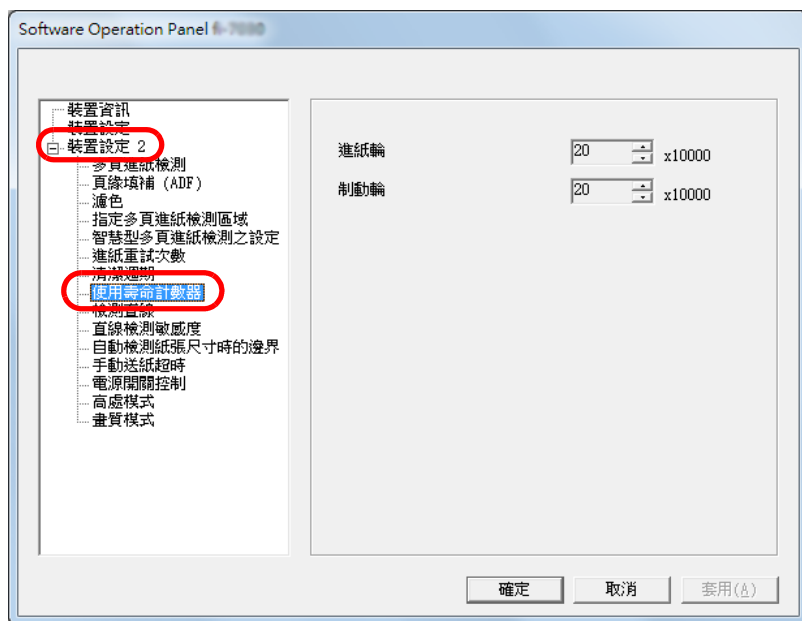 Software Operation Panel
裝置資訊
裝置設定
裝置設定 2
多頁進紙檢測
頁緣填補 (ADF)
濾色
指定多頁進紙檢測區域
智慧型多頁進紙檢測之設定
進紙重試次數
清潔週期
使用壽命計數器
檢測直線
直線檢測敏感度
自動檢測紙張尺寸時的邊界
手動送紙超時
電源開關控制
高處模式
畫質模式
進紙輪 20 x10000
制動輪 20 x10000
確定 取消 套用(A)